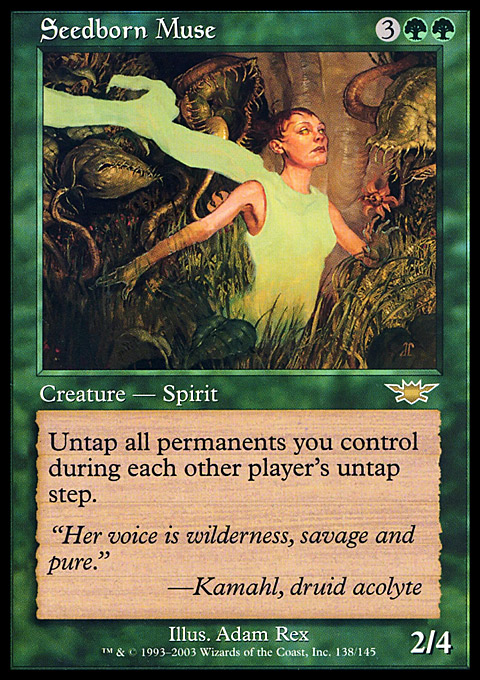 Seedborn Muse 3
Creature — Spirit
Untap all permanents you control
during each other player's untap
step.
“Her voice is wilderness, savage and
pure.”
—Kamahl, druid acolyte
Illus. Adam Rex
™ & © 1993–2003 Wizards of the Coast, Inc. 138/145
2/4